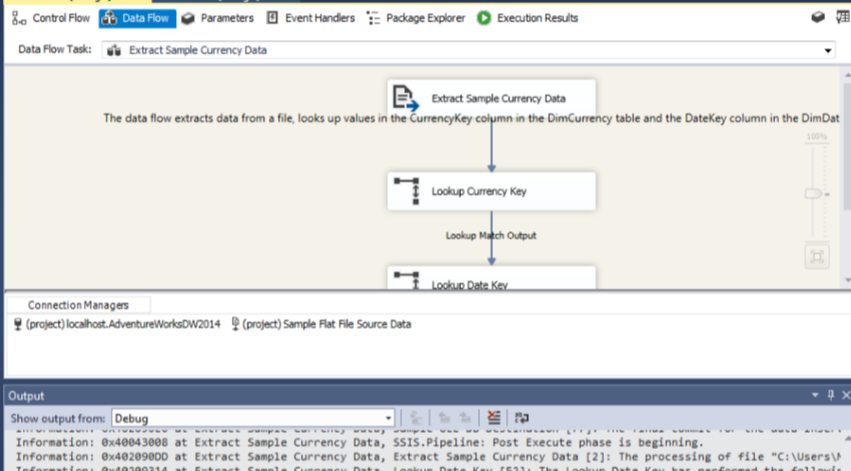 Control Flow Data Flow Parameters Event Handlers Package Explorer Execution Results
Data Flow Task: Extract Sample Currency Data
Extract Sample Currency Data
The data flow extracts data from a file, looks up values in the CurrencyKey column in the DimCurrency table and the DateKey column in the DimDat
100%
Lookup Currency Key
Lookup Match Output
Lookup Date Key
Connection Managers
(project) localhost.AdventureWorksDW2014 (project) Sample Flat File Source Data
Output
Show output from: Debug
Information: 0x40043008 at Extract Sample Currency Data, SSIS.Pipeline: Post Execute phase is beginning.
Information: 0x402090DD at Extract Sample Currency Data, Extract Sample Currency Data [2]: The processing of file "C:\Users\